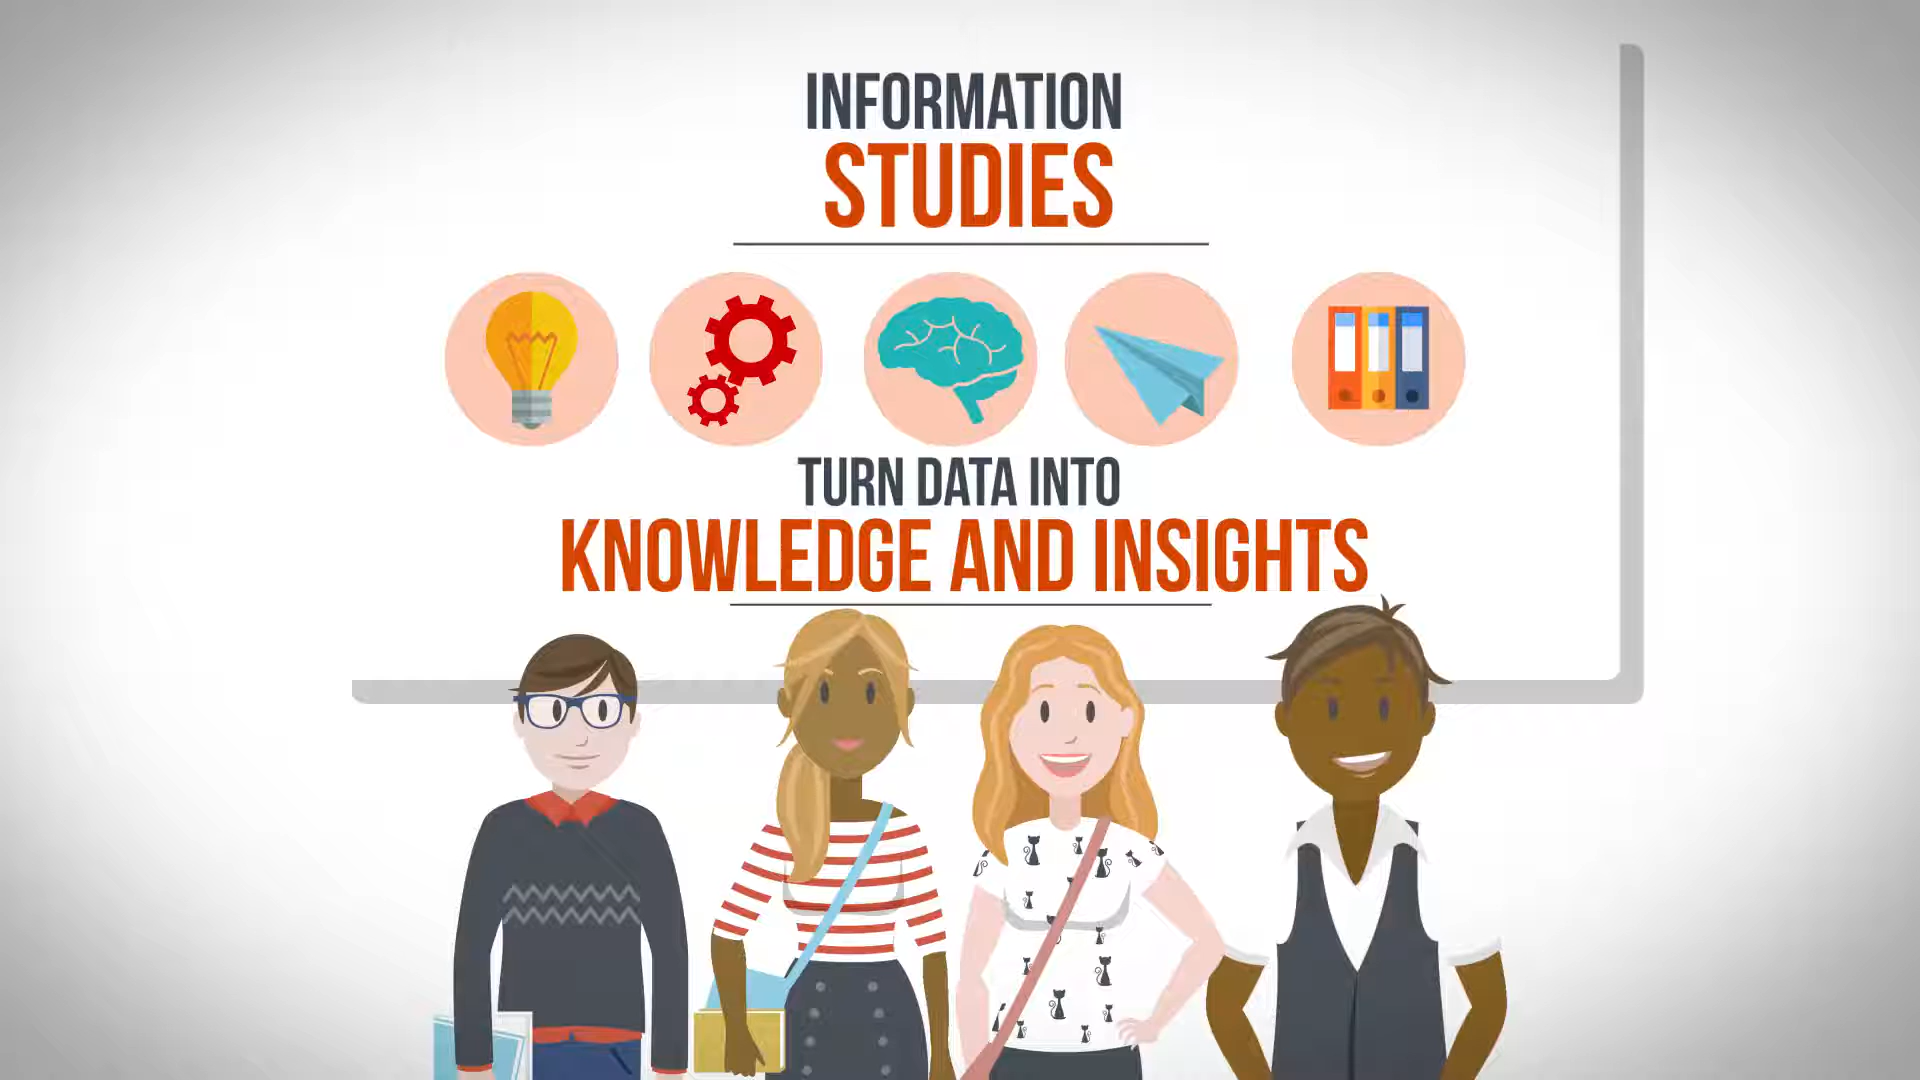 INFORMATION
STUDIES
TURN DATA INTO
KNOWLEDGE AND INSIGHTS